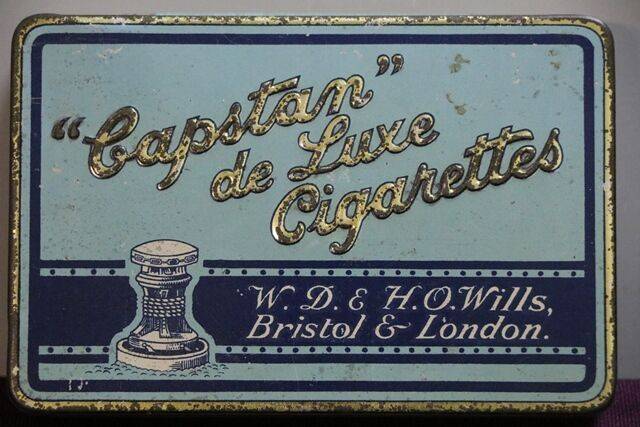 "Capstan"
de Luxe
Cigarettes
W. D. & H. O. Wills,
Bristol & London.